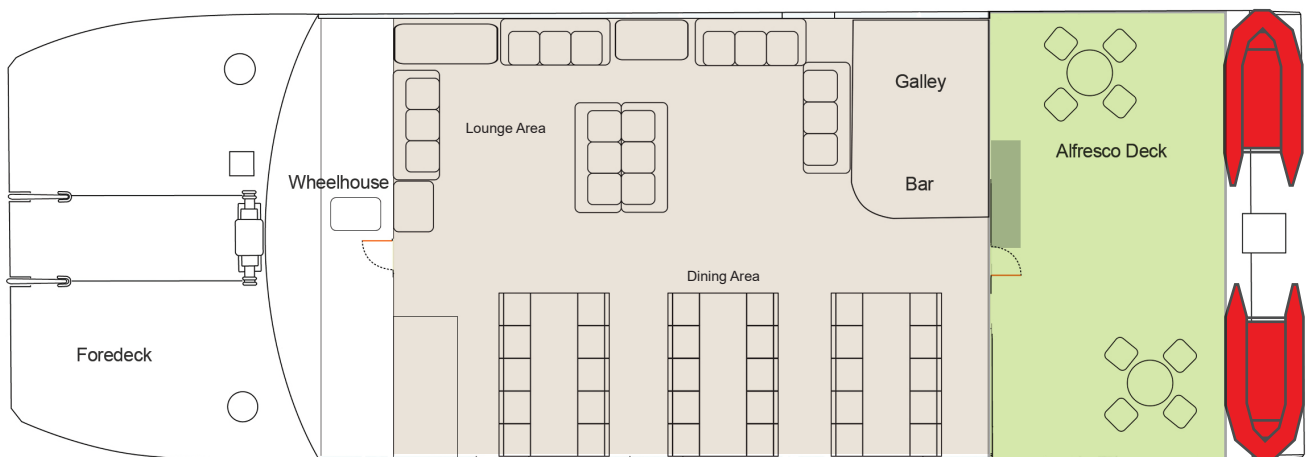 Galley
Lounge Area
Alfresco Deck
Wheelhouse
Bar
Dining Area
Foredeck